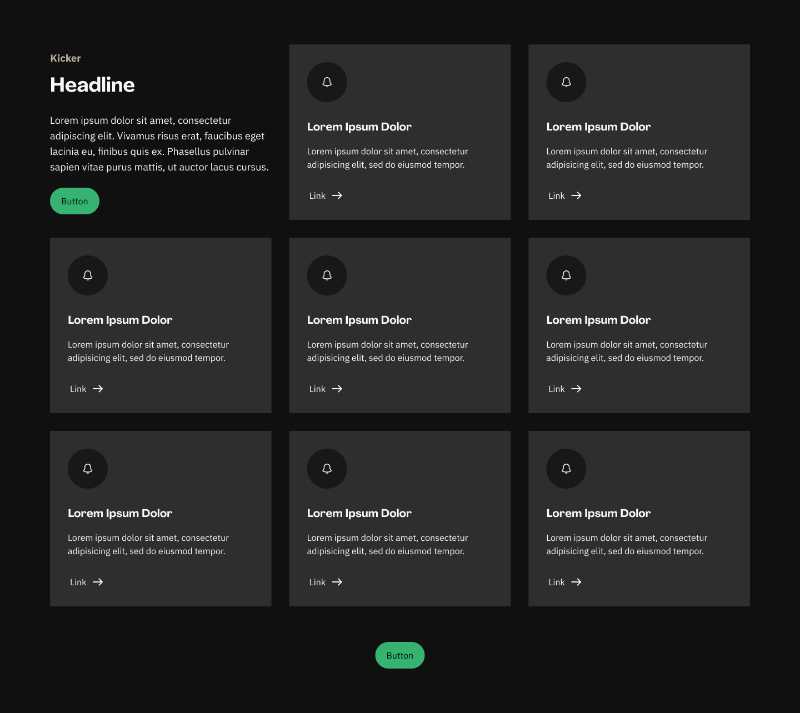 Kicker
Headline
Lorem ipsum dolor sit amet, consectetur
adipiscing elit. Vivamus risus erat, faucibus eget
lacinia eu, finibus quis ex. Phasellus pulvinar
sapien vitae purus mattis, ut auctor lacus cursus.
Button
Lorem Ipsum Dolor
Lorem ipsum dolor sit amet, consectetur
adipisicing elit, sed do eiusmod tempor.
Link
Lorem Ipsum Dolor
Lorem ipsum dolor sit amet, consectetur
adipisicing elit, sed do eiusmod tempor.
Link
Lorem Ipsum Dolor
Lorem ipsum dolor sit amet, consectetur
adipisicing elit, sed do eiusmod tempor.
Link
Lorem Ipsum Dolor
Lorem ipsum dolor sit amet, consectetur
adipisicing elit, sed do eiusmod tempor.
Link
Lorem Ipsum Dolor
Lorem ipsum dolor sit amet, consectetur
adipisicing elit, sed do eiusmod tempor.
Link
Lorem Ipsum Dolor
Lorem ipsum dolor sit amet, consectetur
adipisicing elit, sed do eiusmod tempor.
Link
Lorem Ipsum Dolor
Lorem ipsum dolor sit amet, consectetur
adipisicing elit, sed do eiusmod tempor.
Link
Lorem Ipsum Dolor
Lorem ipsum dolor sit amet, consectetur
adipisicing elit, sed do eiusmod tempor.
Link
Button